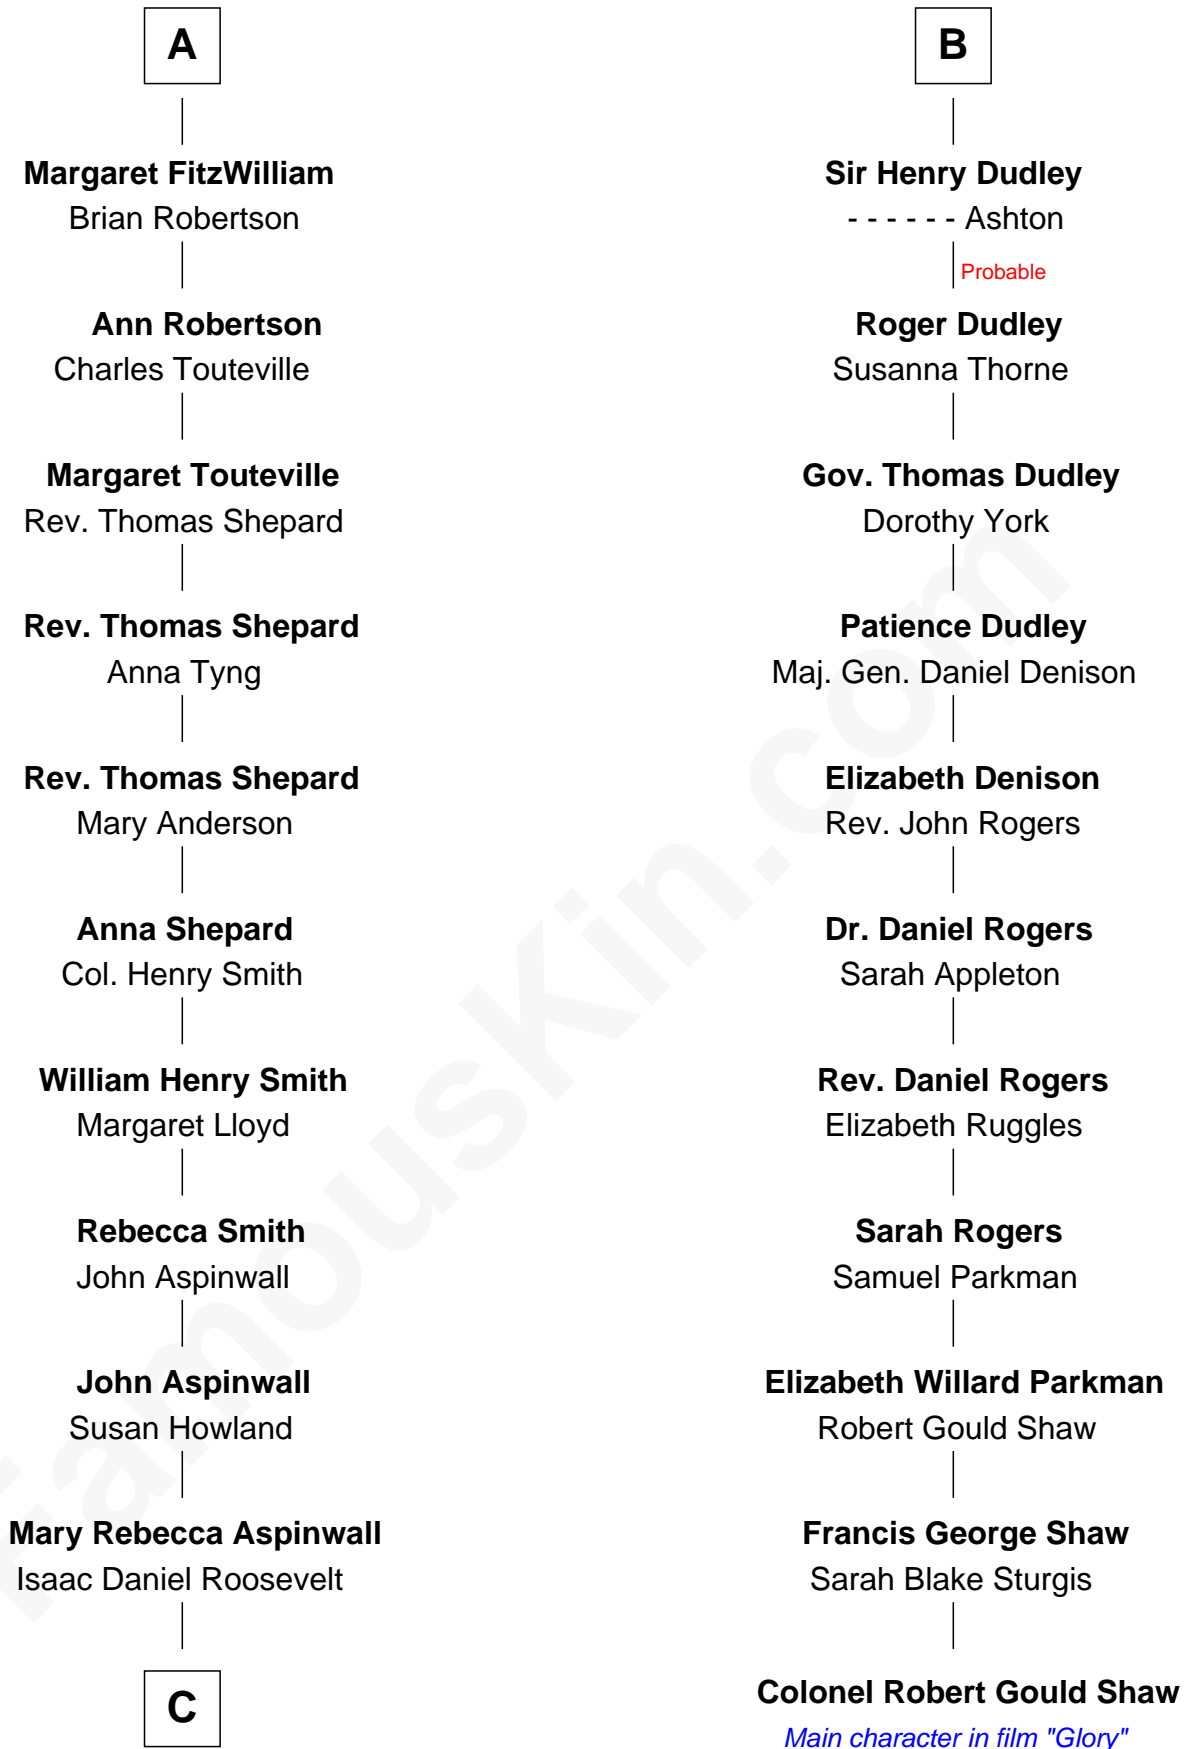 A
Margaret FitzWilliam
Brian Robertson
Ann Robertson
Charles Touteville
Margaret Touteville
Rev. Thomas Shepard
Rev. Thomas Shepard
Anna Tyng
Rev. Thomas Shepard
Mary Anderson
Anna Shepard
Col. Henry Smith
William Henry Smith
Margaret Lloyd
Rebecca Smith
John Aspinwall
John Aspinwall
Susan Howland
Mary Rebecca Aspinwall
Isaac Daniel Roosevelt
C
B
Sir Henry Dudley
- - - - - - Ashton
Probable
Roger Dudley
Susanna Thorne
Gov. Thomas Dudley
Dorothy York
Patience Dudley
Maj. Gen. Daniel Denison
Elizabeth Denison
Rev. John Rogers
Dr. Daniel Rogers
Sarah Appleton
Rev. Daniel Rogers
Elizabeth Ruggles
Sarah Rogers
Samuel Parkman
Elizabeth Willard Parkman
Robert Gould Shaw
Francis George Shaw
Sarah Blake Sturgis
Colonel Robert Gould Shaw
Main character in film "Glory"
FamousKin.com